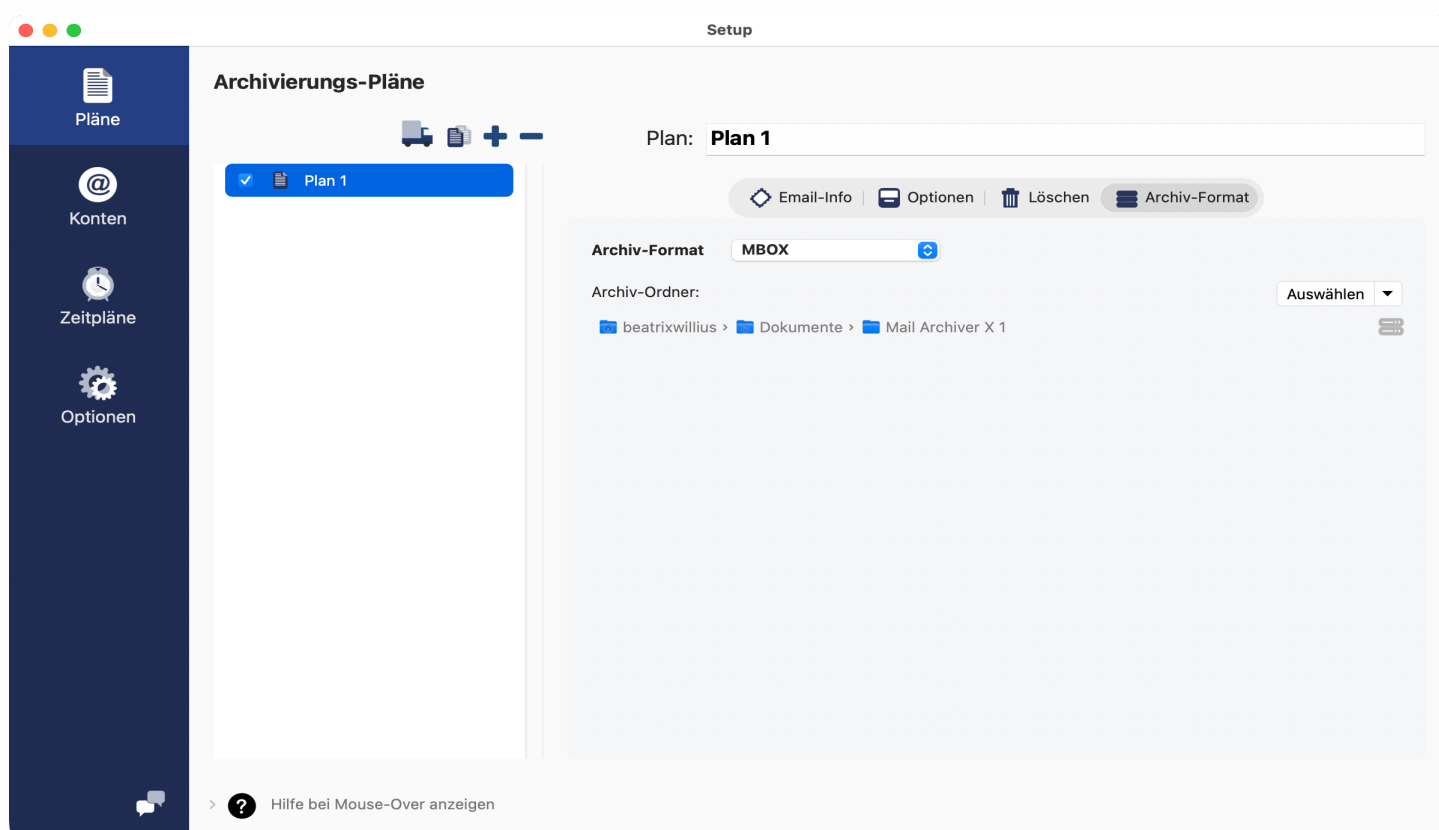 Setup
Pläne
Konten
Zeitpläne
Optionen
Archivierungs-Pläne
Plan 1
Plan: Plan 1
Email-Info Optionen Löschen Archiv-Format
Archiv-Format MBOX
Archiv-Ordner: Auswählen
beatrixwillius › Dokumente › Mail Archiver X 1
Hilfe bei Mouse-Over anzeigen